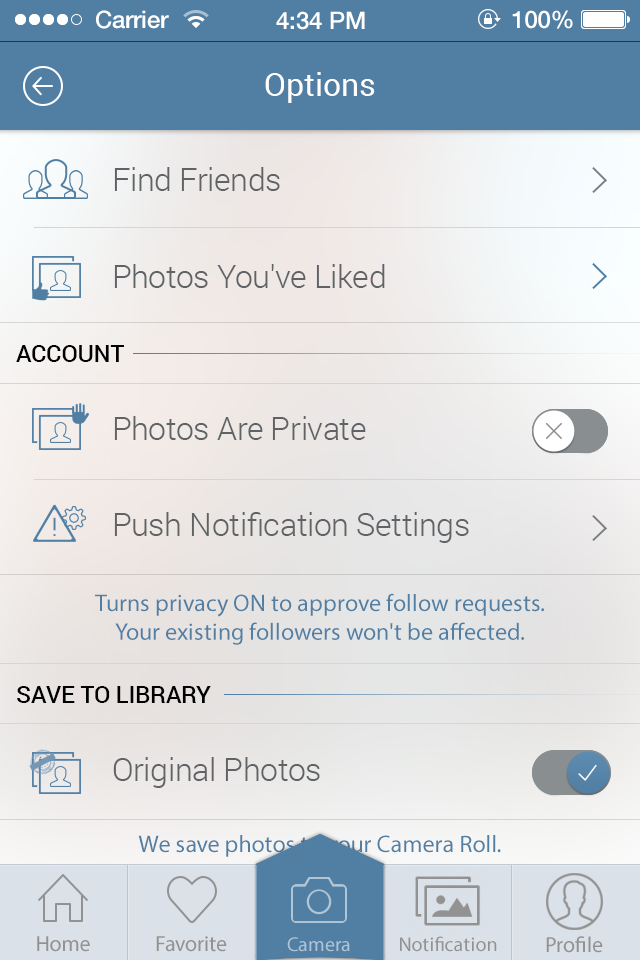 Carrier 4:34 PM 100%
Options
Find Friends
Photos You've Liked
ACCOUNT
Photos Are Private
Push Notification Settings
Turns privacy ON to approve follow requests.
Your existing followers won't be affected.
SAVE TO LIBRARY
Original Photos
We save photos your Camera Roll.
Home Favorite Camera Notification Profile